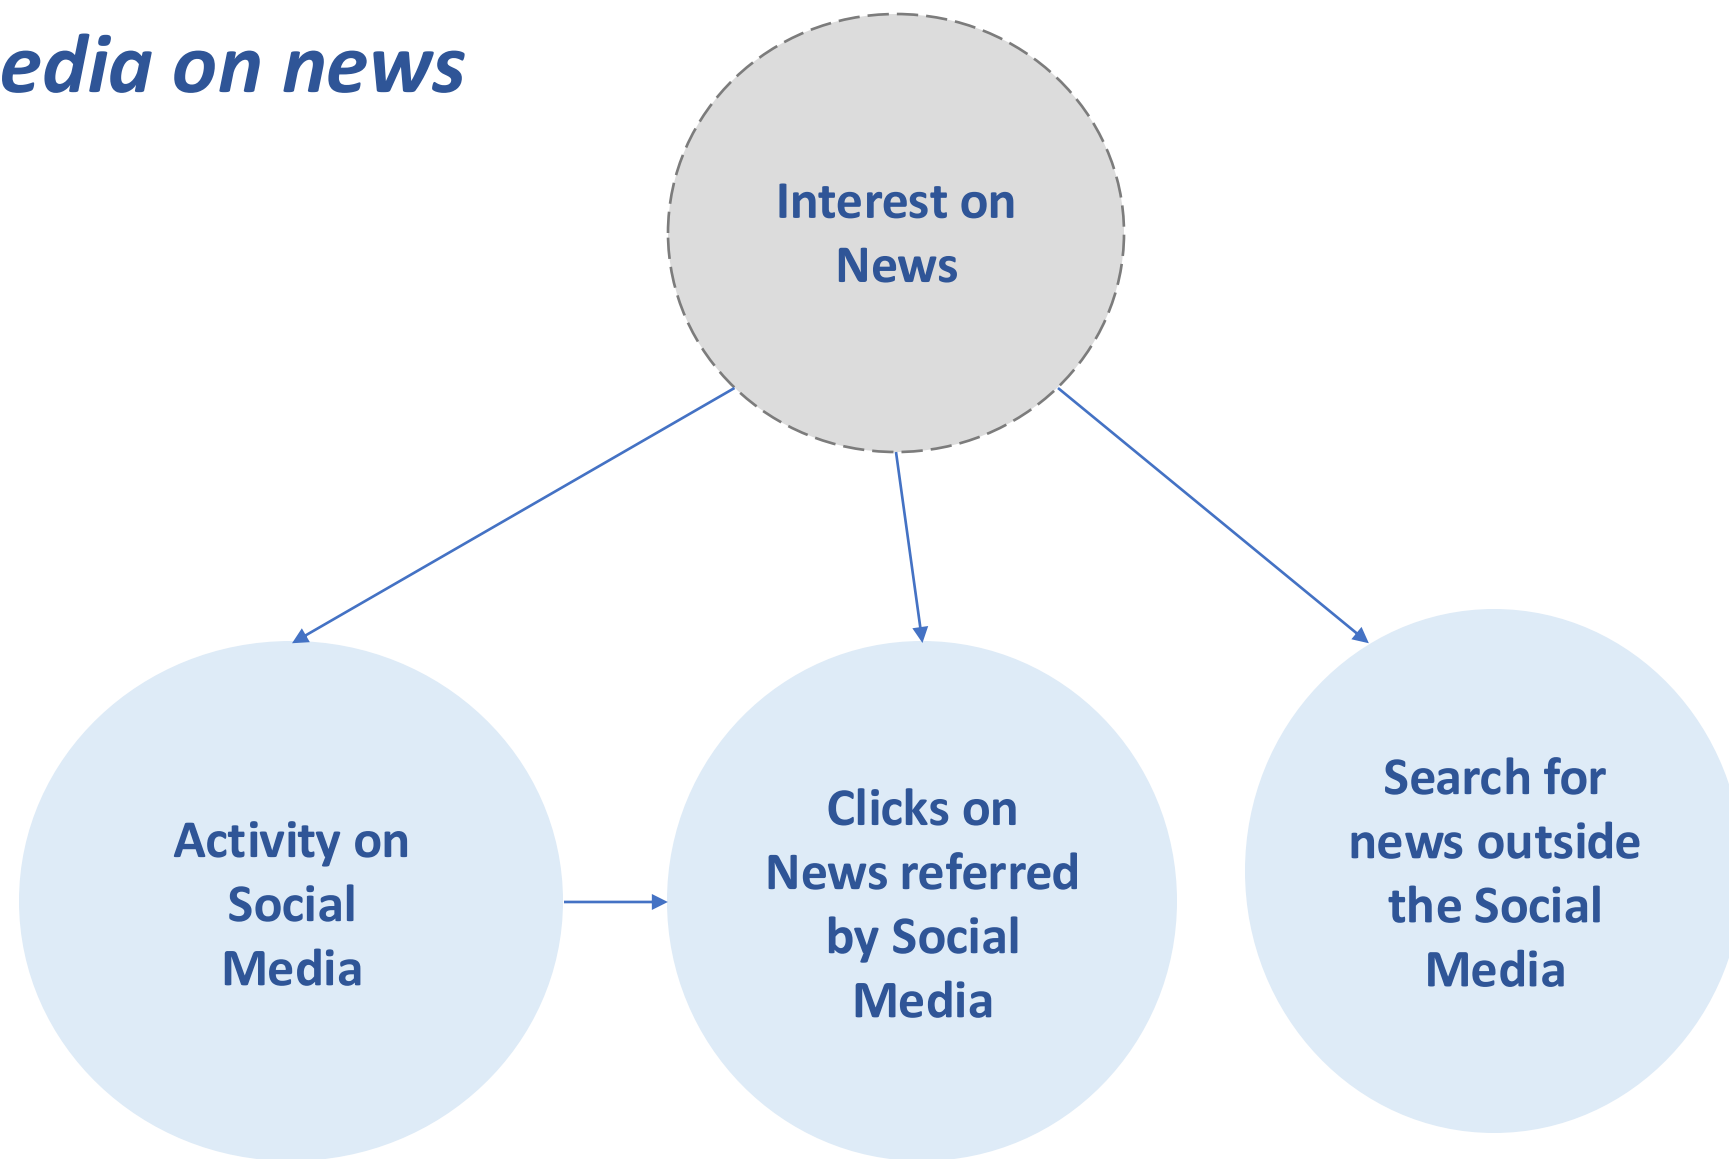 edia on news
Interest on
News
Activity on
Social
Media
Clicks on
News referred
by Social
Media
Search for
news outside
the Social
Media